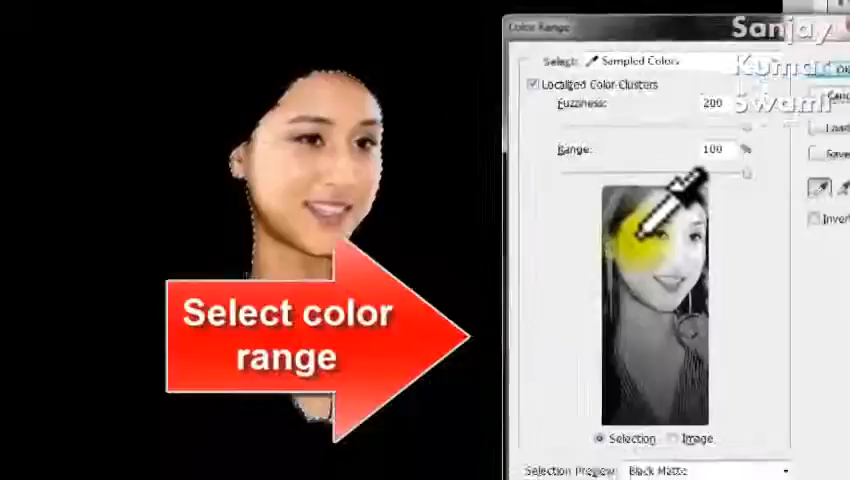 Color Range
Sanjay
Kumar
Swami
Select: Sampled Colors
Localized Color Clusters
Fuzziness: 200
Range: 100 %
Select color
range
Selection Image
Selection Preview: Black Matte